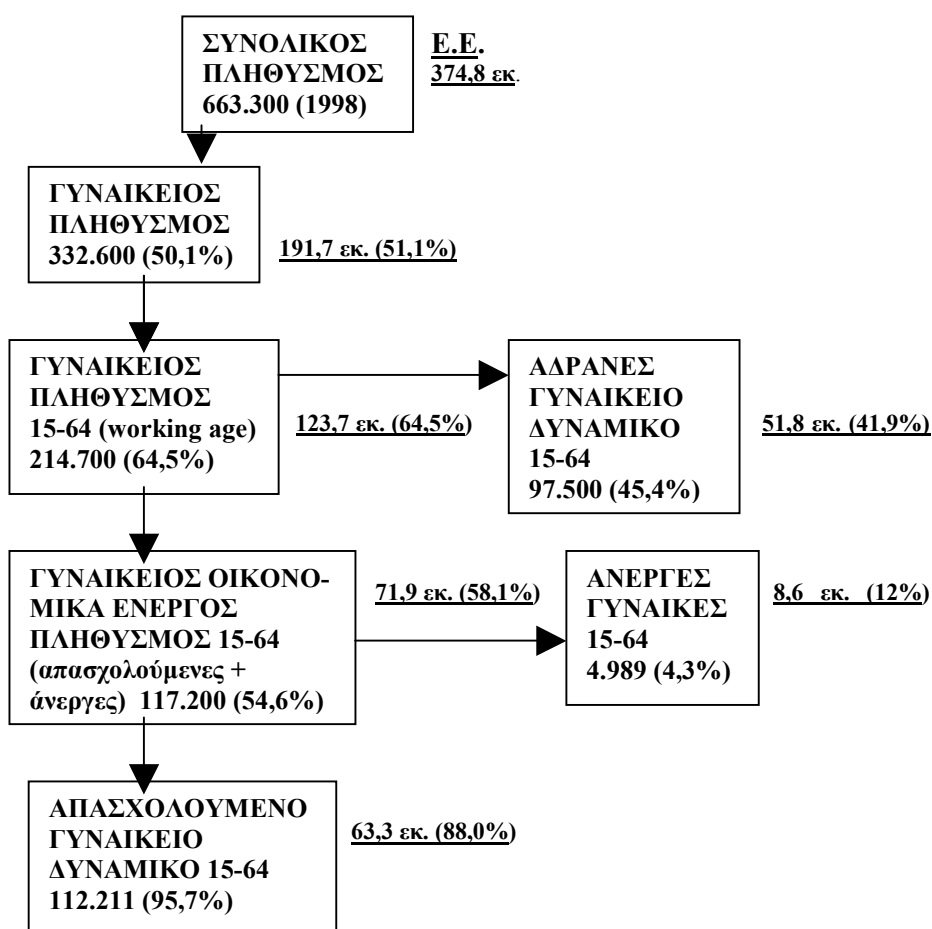 ΣΥΝΟΛΙΚΟΣ
ΠΛΗΘΥΣΜΟΣ
663.300 (1998)
Ε.Ε.
374,8 εκ.
ΓΥΝΑΙΚΕΙΟΣ
ΠΛΗΘΥΣΜΟΣ
332.600 (50,1%)
191,7 εκ. (51,1%)
ΓΥΝΑΙΚΕΙΟΣ
ΠΛΗΘΥΣΜΟΣ
15-64 (working age)
214.700 (64,5%)
123,7 εκ. (64,5%)
ΑΔΡΑΝΕΣ
ΓΥΝΑΙΚΕΙΟ
ΔΥΝΑΜΙΚΟ
15-64
97.500 (45,4%)
51,8 εκ. (41,9%)
ΓΥΝΑΙΚΕΙΟΣ ΟΙΚΟΝΟ-
ΜΙΚΑ ΕΝΕΡΓΟΣ
ΠΛΗΘΥΣΜΟΣ 15-64
(απασχολούμενες +
άνεργες) 117.200 (54,6%)
71,9 εκ. (58,1%)
ΑΝΕΡΓΕΣ
ΓΥΝΑΙΚΕΣ
15-64
4.989 (4,3%)
8,6 εκ. (12%)
ΑΠΑΣΧΟΛΟΥΜΕΝΟ
ΓΥΝΑΙΚΕΙΟ
ΔΥΝΑΜΙΚΟ 15-64
112.211 (95,7%)
63,3 εκ. (88,0%)